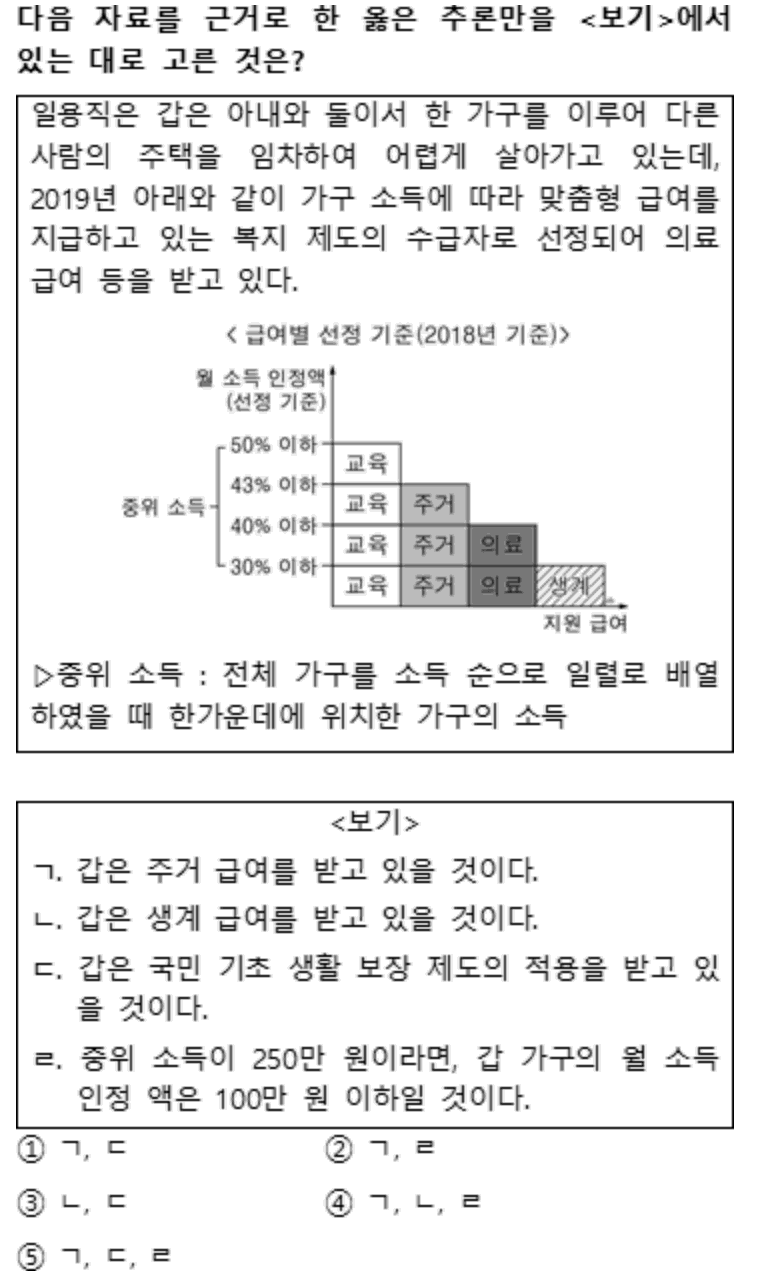 다음 자료를 근거로 한 옳은 추론만을 <보기>에서
있는 대로 고른 것은?
일용직은 갑은 아내와 둘이서 한 가구를 이루어 다른
사람의 주택을 임차하여 어렵게 살아가고 있는데,
2019년 아래와 같이 가구 소득에 따라 맞춤형 급여를
지급하고 있는 복지 제도의 수급자로 선정되어 의료
급여 등을 받고 있다.
< 급여별 선정 기준(2018년 기준)>
월 소득 인정액
(선정 기준)
50% 이하
교육
43% 이하
교육 주거
중위 소득
40% 이하
교육 주거 의료
30% 이하
교육 주거 의료 생계
지원 급여
▷중위 소득 : 전체 가구를 소득 순으로 일렬로 배열
하였을 때 한가운데에 위치한 가구의 소득
<보기>
ㄱ. 갑은 주거 급여를 받고 있을 것이다.
ㄴ. 갑은 생계 급여를 받고 있을 것이다.
ㄷ. 갑은 국민 기초 생활 보장 제도의 적용을 받고 있
을 것이다.
ㄹ. 중위 소득이 250만 원이라면, 갑 가구의 월 소득
인정 액은 100만 원 이하일 것이다.
① ㄱ, ㄷ ② ㄱ, ㄹ
③ ㄴ, ㄷ ④ ㄱ, ㄴ, ㄹ
⑤ ㄱ, ㄷ, ㄹ